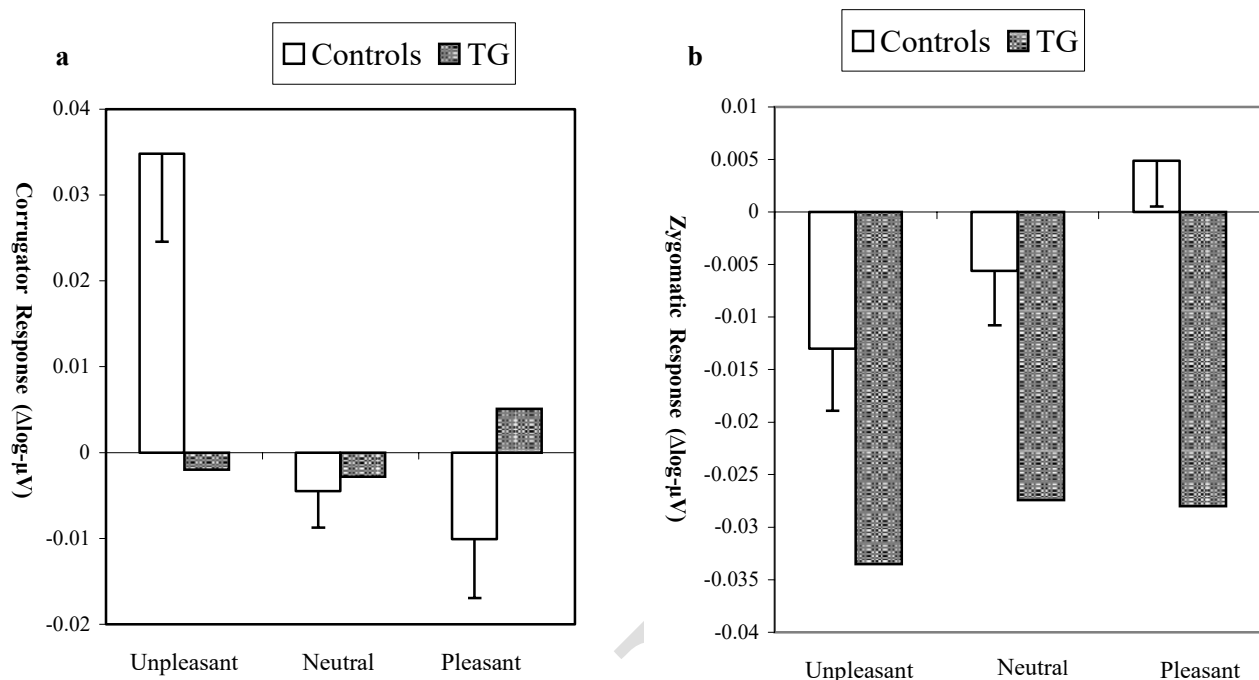 a
Controls TG
0.04
0.03
0.02
0.01
0
-0.01
-0.02
Corrugator Response (Δlog-μV)
Unpleasant Neutral Pleasant
b
Controls TG
0.01
0.005
0
-0.005
-0.01
-0.015
-0.02
-0.025
-0.03
-0.035
-0.04
Zygomatic Response (Δlog-μV)
Unpleasant Neutral Pleasant